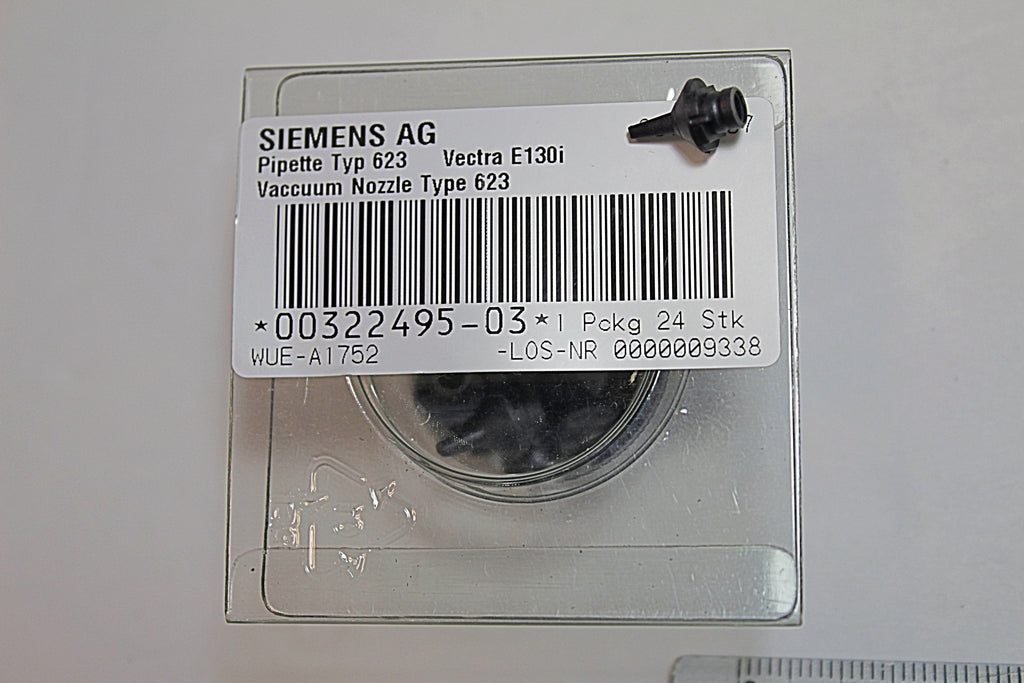 SIEMENS AG
Pipette Typ 623 Vectra E130i
Vaccuum Nozzle Type 623
*00322495-03* 1 Pckg 24 Stk
WUE-A1752 -LOS-NR 0000009338